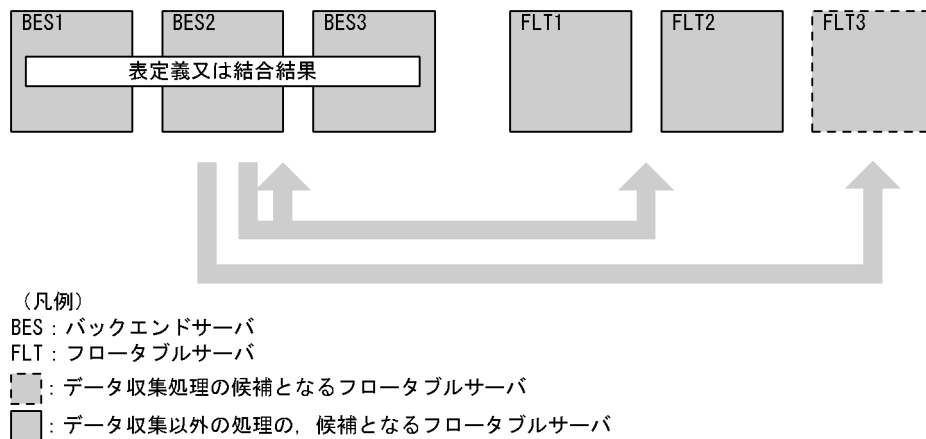 BES1 BES2 BES3 FLT1 FLT2 FLT3
表定義又は結合結果
（凡例）
BES：バックエンドサーバ
FLT：フロータブルサーバ
：データ収集処理の候補となるフロータブルサーバ
：データ収集以外の処理の，候補となるフロータブルサーバ